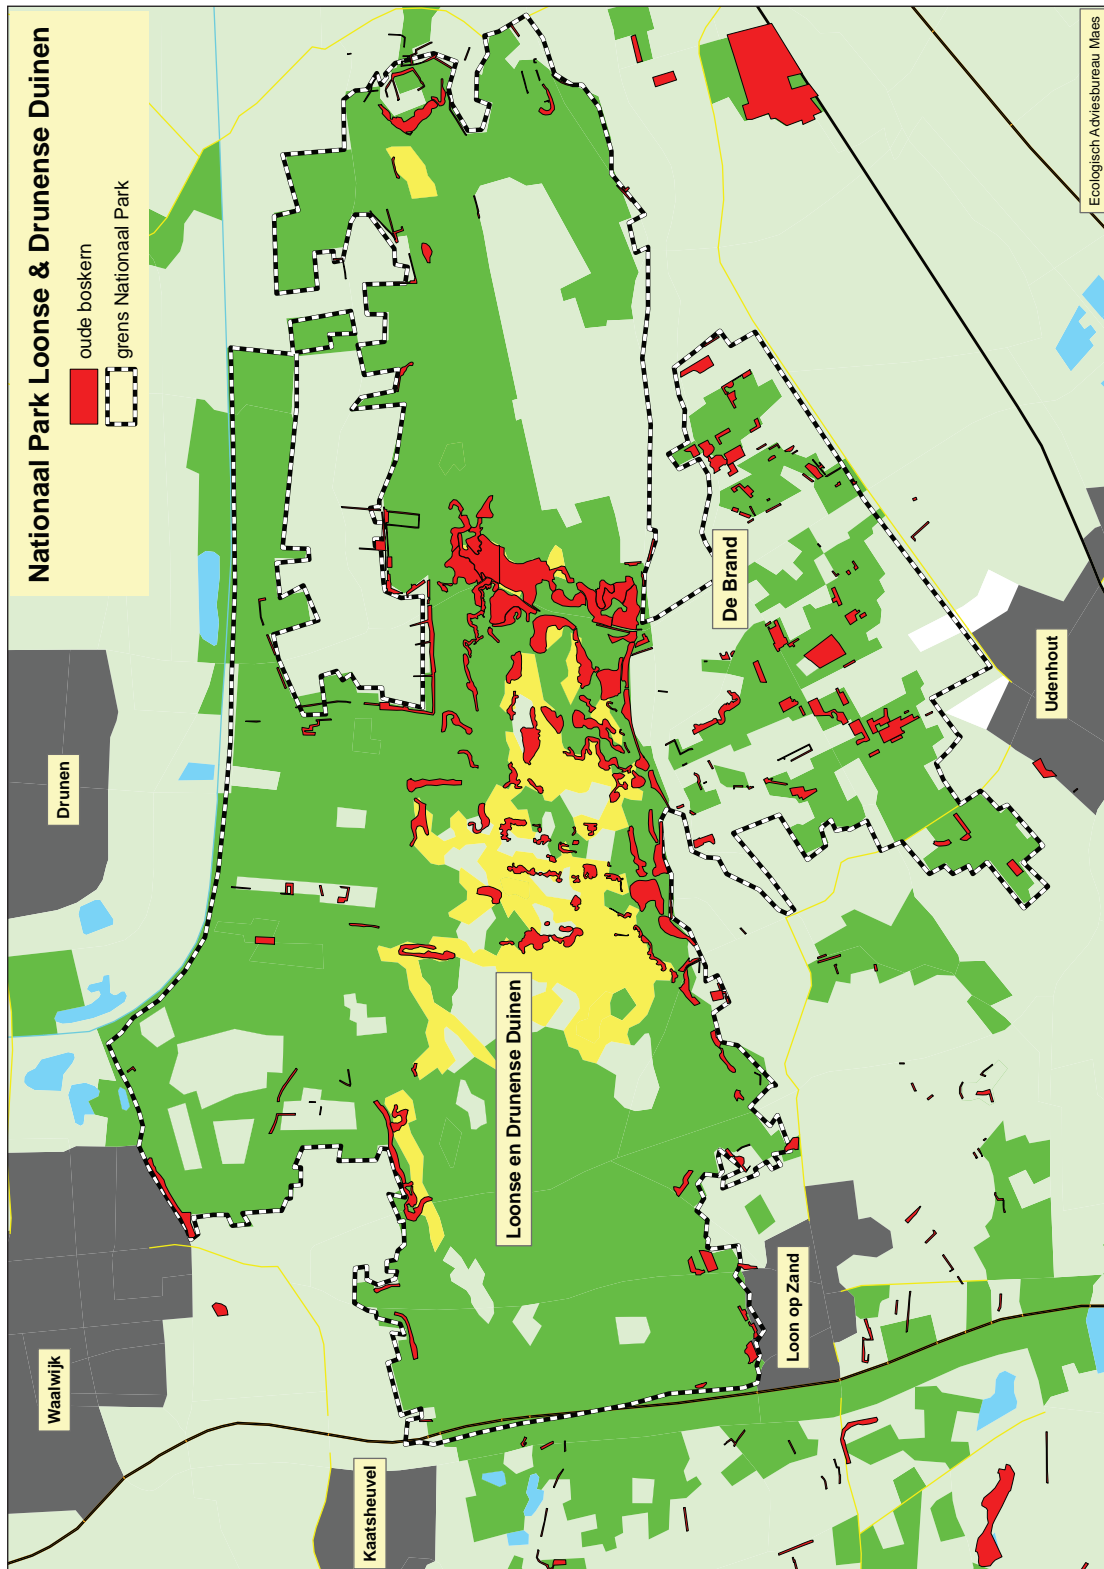 Nationaal Park Loonse & Drunense Duinen
oude boskern
grens Nationaal Park
Waalwijk
Drunen
Kaatsheuvel
Loonse en Drunense Duinen
De Brand
Loon op Zand
Udenhout
Ecologisch Adviesbureau Maes